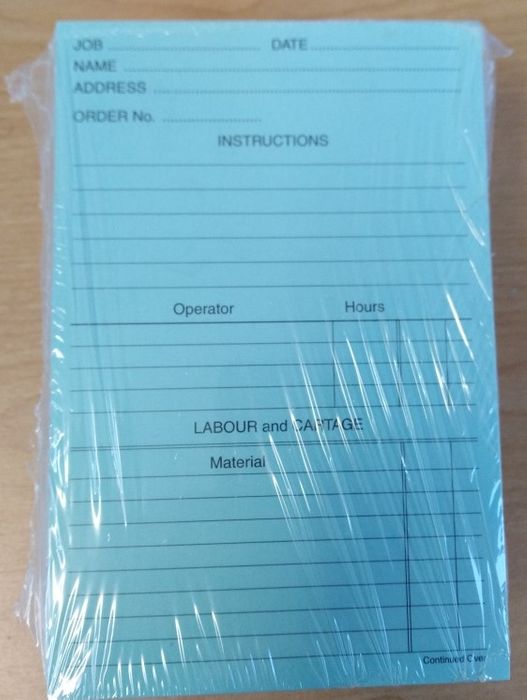 JOB ........................ DATE ........................
NAME ........................
ADDRESS ........................
ORDER No. ........................
INSTRUCTIONS
Operator Hours
LABOUR and CARTAGE
Material
Continued Over